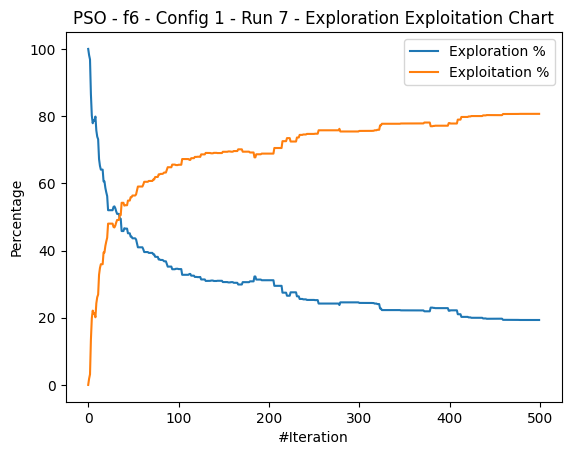 PSO - f6 - Config 1 - Run 7 - Exploration Exploitation Chart
Exploration %
Exploitation %
Percentage
100
80
60
40
20
0
0 100 200 300 400 500
#Iteration